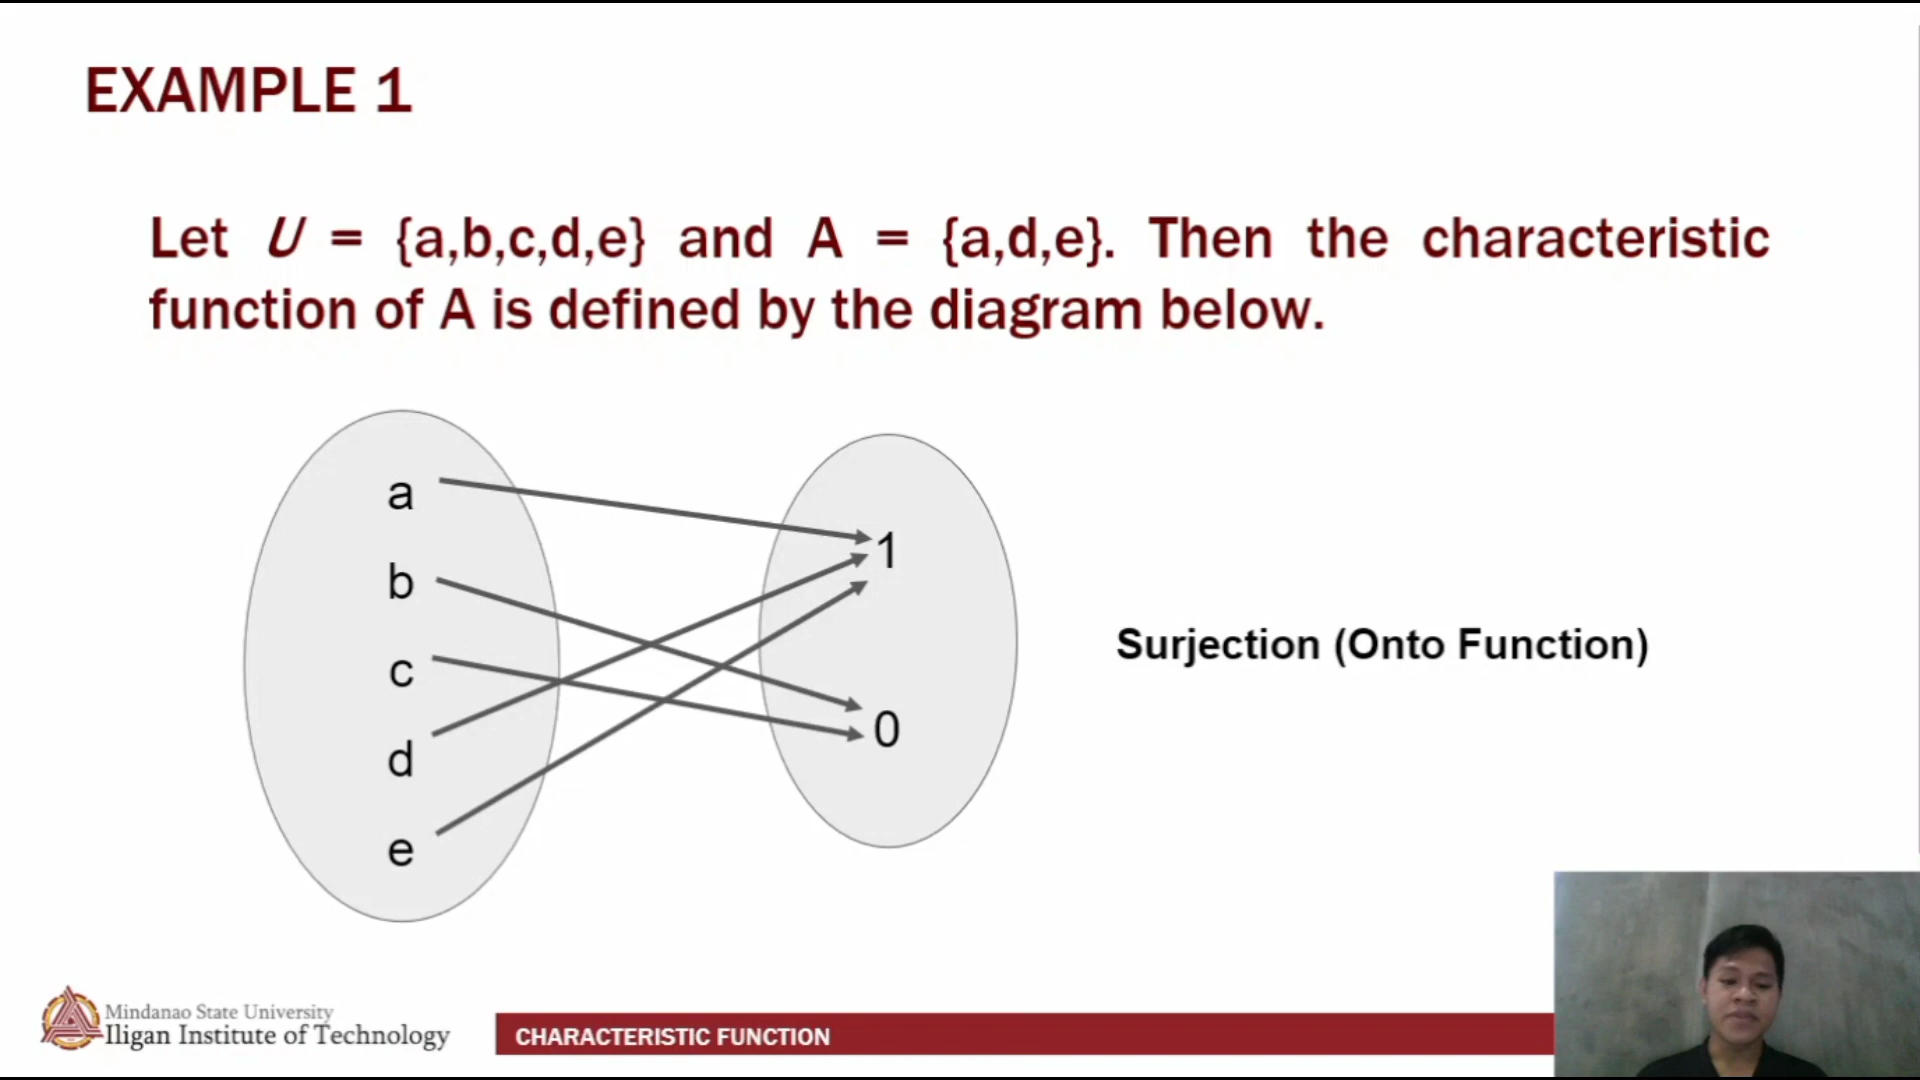 EXAMPLE 1
Let U = {a,b,c,d,e} and A = {a,d,e}. Then the characteristic
function of A is defined by the diagram below.
a
b
c
d
e
1
0
Surjection (Onto Function)
Mindanao State University
Iligan Institute of Technology
CHARACTERISTIC FUNCTION